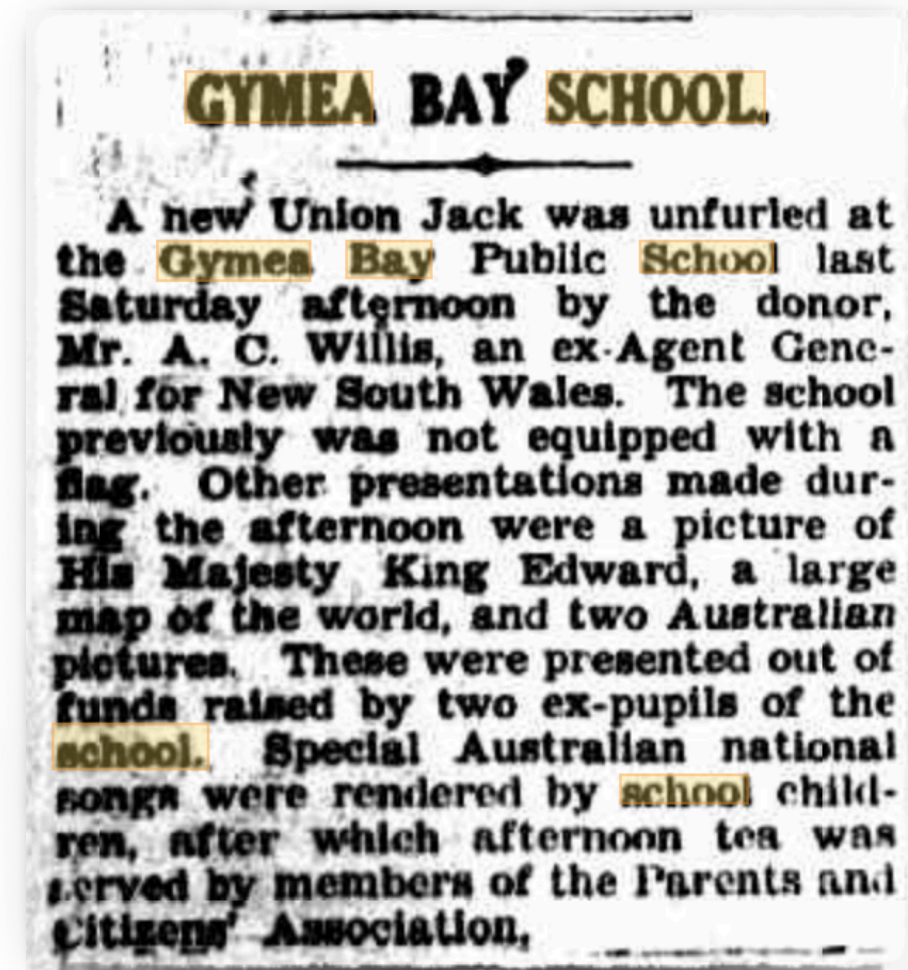 GYMEA BAY SCHOOL.
A new Union Jack was unfurled at
the Gymea Bay Public School last
Saturday afternoon by the donor,
Mr. A. C. Willis, an ex-Agent Gene-
ral for New South Wales. The school
previously was not equipped with a
flag. Other presentations made dur-
ing the afternoon were a picture of
His Majesty King Edward, a large
map of the world, and two Australian
pictures. These were presented out of
funds raised by two ex-pupils of the
school. Special Australian national
songs were rendered by school child-
ren, after which afternoon tea was
served by members of the Parents and
Citizens' Association.